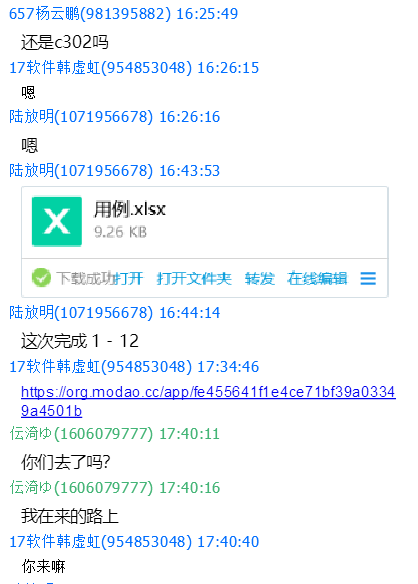 657杨云鹏(981395882) 16:25:49
还是c302吗
17软件韩虚虹(954853048) 16:26:15
嗯
陆放明(1071956678) 16:26:16
嗯
陆放明(1071956678) 16:43:53
用例.xlsx
9.26 KB
下载成功打开 打开文件夹 转发 在线编辑
陆放明(1071956678) 16:44:14
这次完成 1 - 12
17软件韩虚虹(954853048) 17:34:46
https://org.modao.cc/app/fe455641f1e4ce71bf39a0334
9a4501b
伝渏ゆ(1606079777) 17:40:11
你们去了吗？
伝渏ゆ(1606079777) 17:40:16
我在来的路上
17软件韩虚虹(954853048) 17:40:40
你来嘛